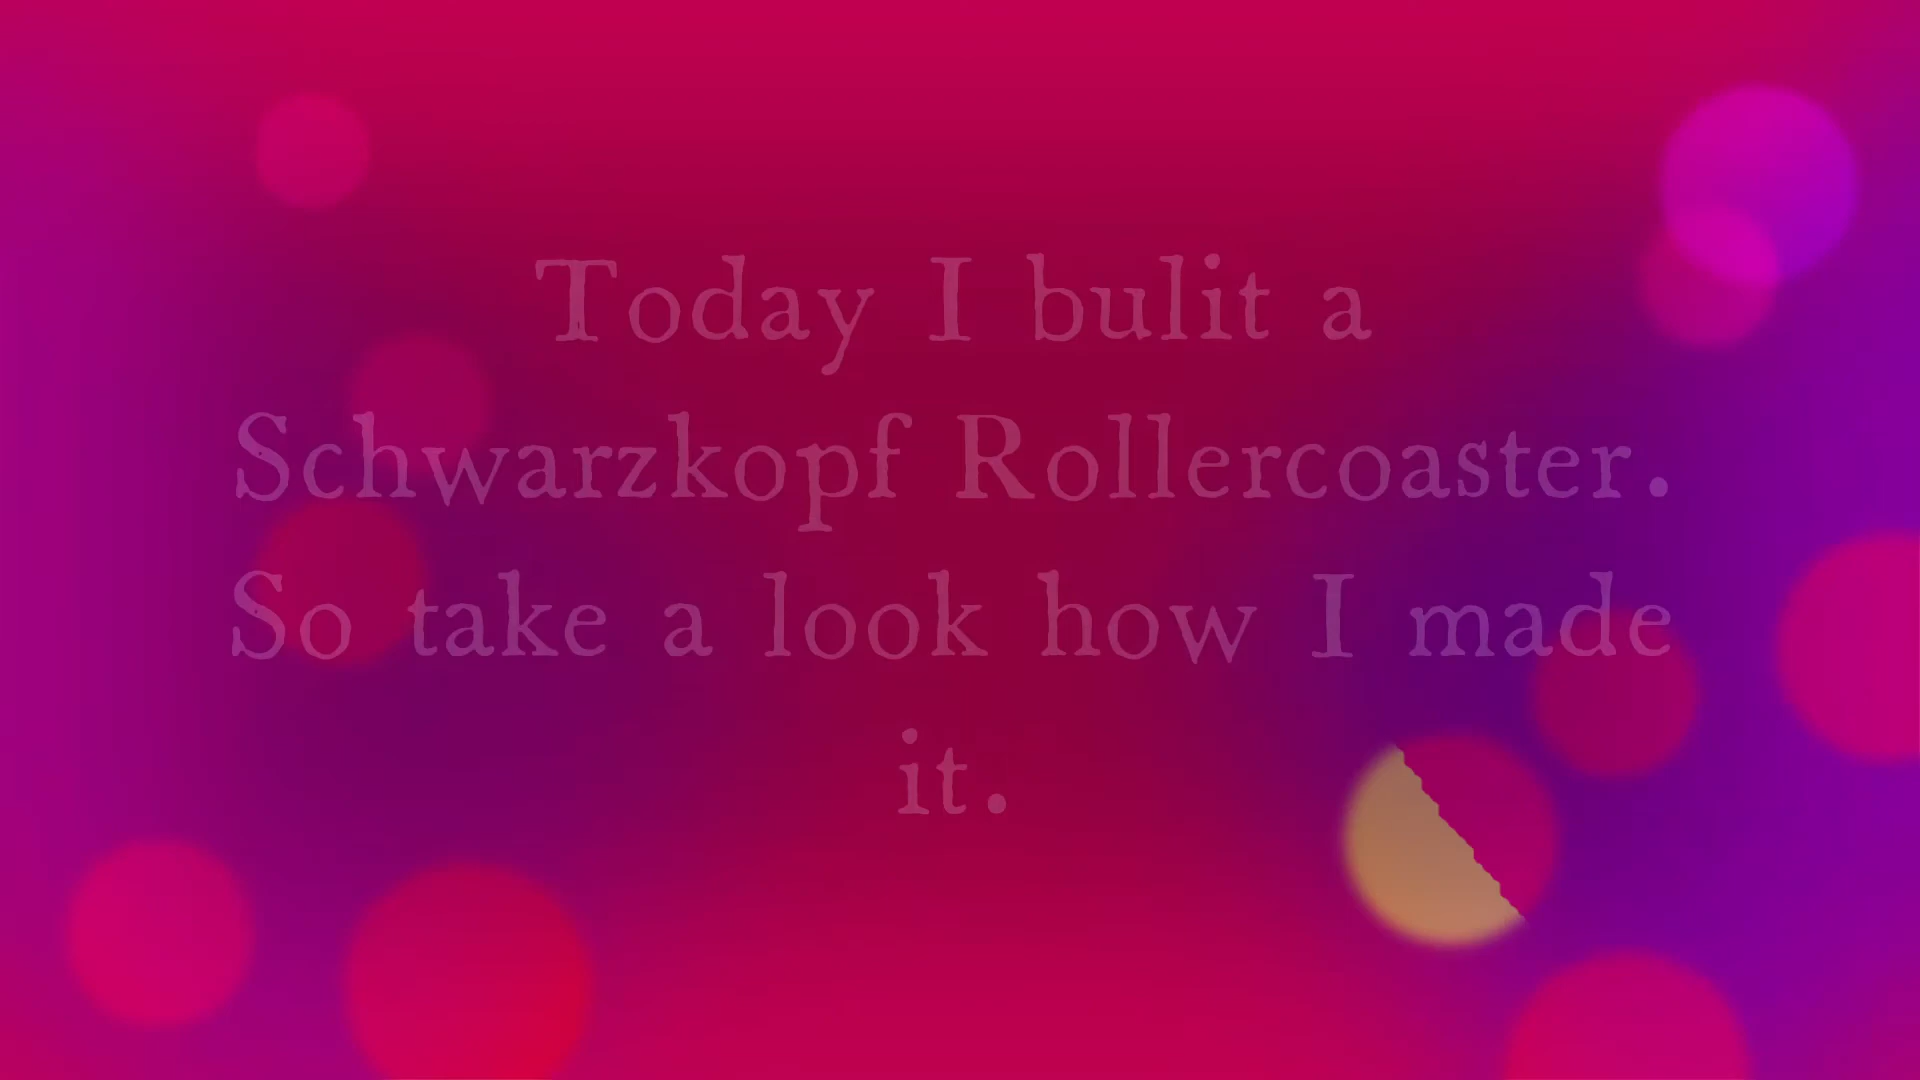 Today I bulit a
Schwarzkopf Rollercoaster.
So take a look how I made
it.